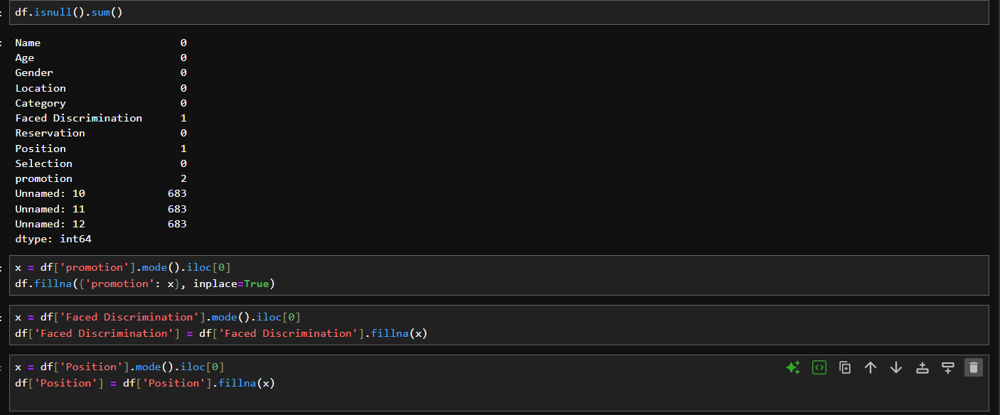 df.isnull().sum()
Name 0
Age 0
Gender 0
Location 0
Category 0
Faced Discrimination 1
Reservation 0
Position 1
Selection 0
promotion 2
Unnamed: 10 683
Unnamed: 11 683
Unnamed: 12 683
dtype: int64
x = df['promotion'].mode().iloc[0]
df.fillna({'promotion': x}, inplace=True)
x = df['Faced Discrimination'].mode().iloc[0]
df['Faced Discrimination'] = df['Faced Discrimination'].fillna(x)
x = df['Position'].mode().iloc[0]
df['Position'] = df['Position'].fillna(x)